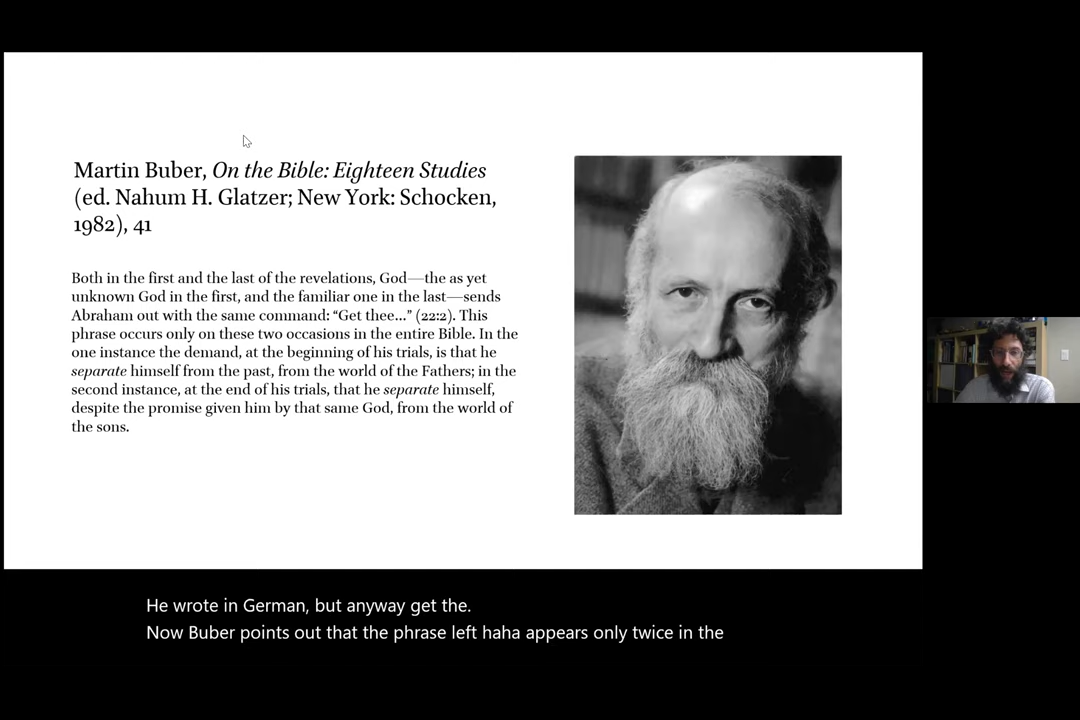 Martin Buber, On the Bible: Eighteen Studies
(ed. Nahum H. Glatzer; New York: Schocken,
1982), 41
Both in the first and the last of the revelations, God—the as yet
unknown God in the first, and the familiar one in the last—sends
Abraham out with the same command: “Get thee...” (22:2). This
phrase occurs only on these two occasions in the entire Bible. In the
one instance the demand, at the beginning of his trials, is that he
separate himself from the past, from the world of the Fathers; in the
second instance, at the end of his trials, that he separate himself,
despite the promise given him by that same God, from the world of
the sons.
He wrote in German, but anyway get the.
Now Buber points out that the phrase left haha appears only twice in the